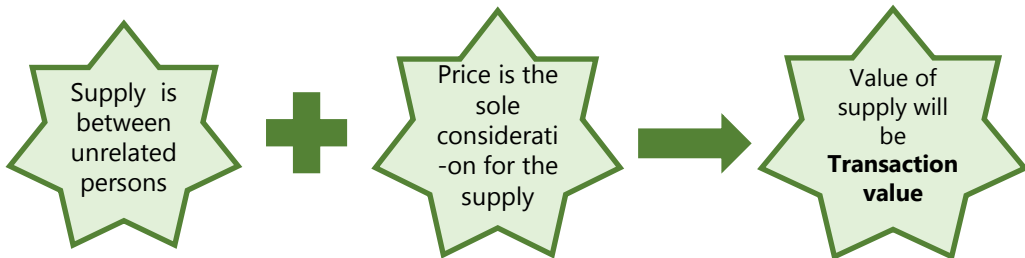 Supply is
between
unrelated
persons
Price is the
sole
considerati
-on for the
supply
Value of
supply will
be
Transaction
value